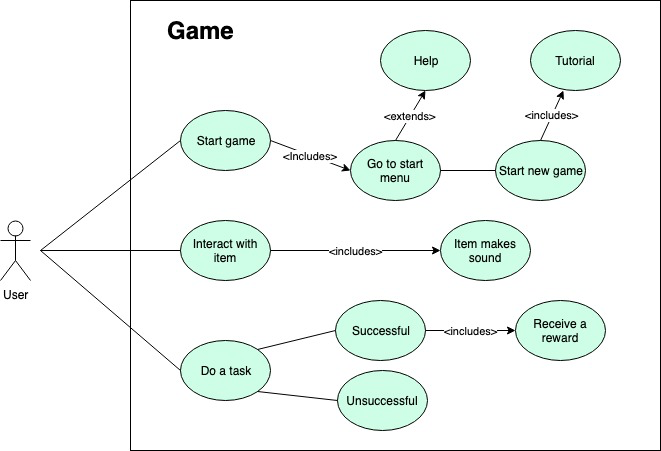 Game
Help
Tutorial
<extends>
<includes>
Start game
<Includes>
Go to start
menu
Start new game
Interact with
item
<includes>
Item makes
sound
User
Successful
<includes>
Receive a
reward
Do a task
Unsuccessful